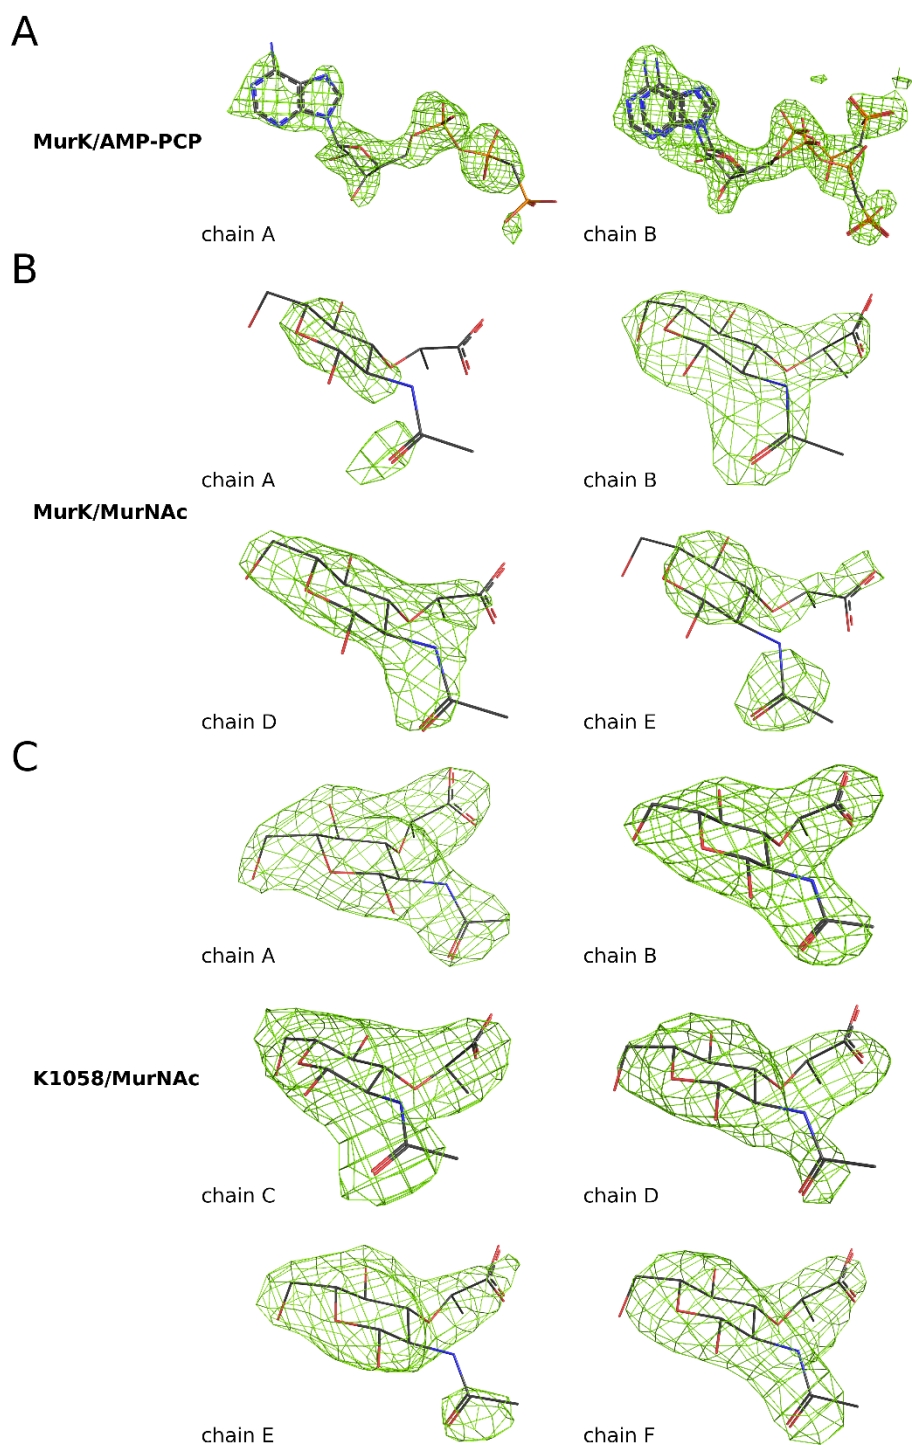 A
MurK/AMP-PCP
chain A
chain B
B
chain A
chain B
MurK/MurNAc
chain D
chain E
C
chain A
chain B
K1058/MurNAc
chain C
chain D
chain E
chain F